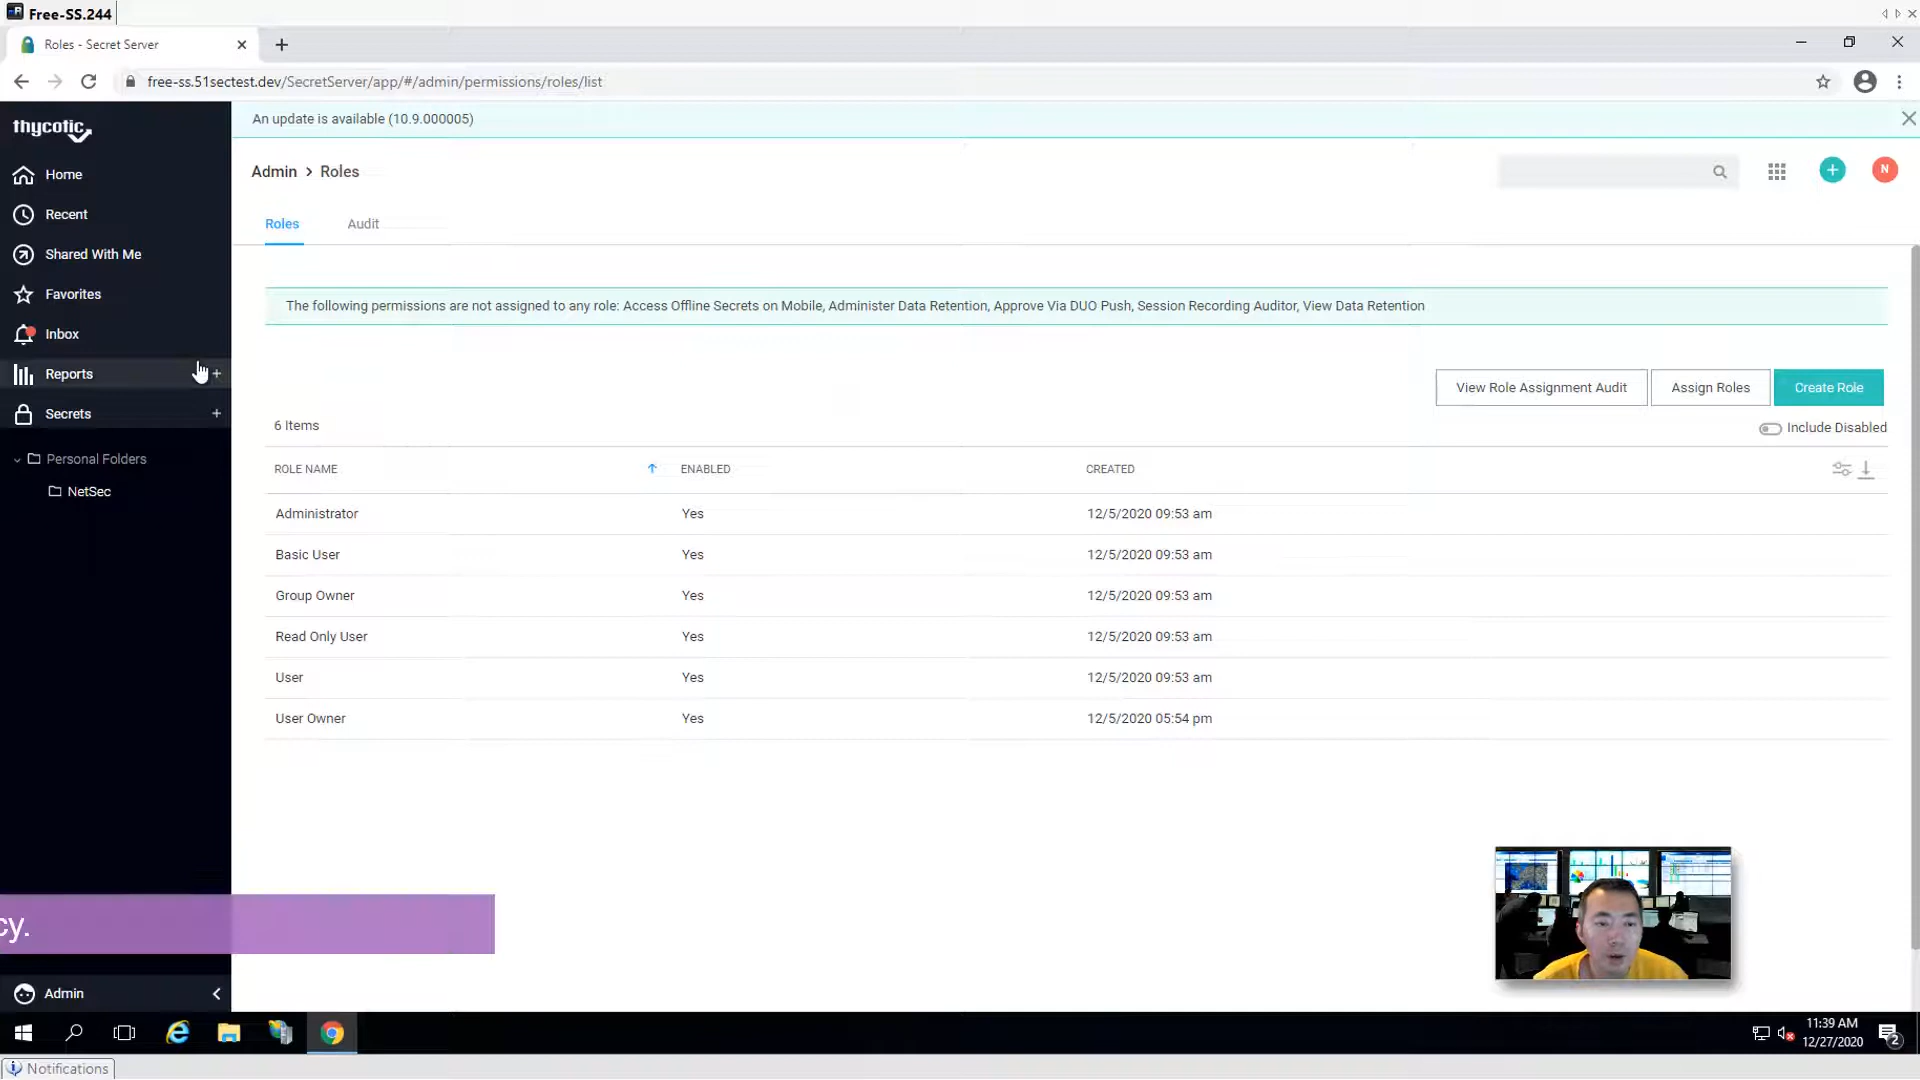 Free-SS.244
Roles - Secret Server
free-ss.51sectest.dev/SecretServer/app/#/admin/permissions/roles/list
thycotic
An update is available (10.9.000005)
Home
Recent
Shared With Me
Favorites
Inbox
Reports
Secrets
Personal Folders
NetSec
Admin
Admin > Roles
N
Roles Audit
The following permissions are not assigned to any role: Access Offline Secrets on Mobile, Administer Data Retention, Approve Via DUO Push, Session Recording Auditor, View Data Retention
View Role Assignment Audit Assign Roles Create Role
6 Items
Include Disabled
ROLE NAME ENABLED CREATED
Administrator Yes 12/5/2020 09:53 am
Basic User Yes 12/5/2020 09:53 am
Group Owner Yes 12/5/2020 09:53 am
Read Only User Yes 12/5/2020 09:53 am
User Yes 12/5/2020 09:53 am
User Owner Yes 12/5/2020 05:54 pm
cy.
11:39 AM
12/27/2020
2
Notifications